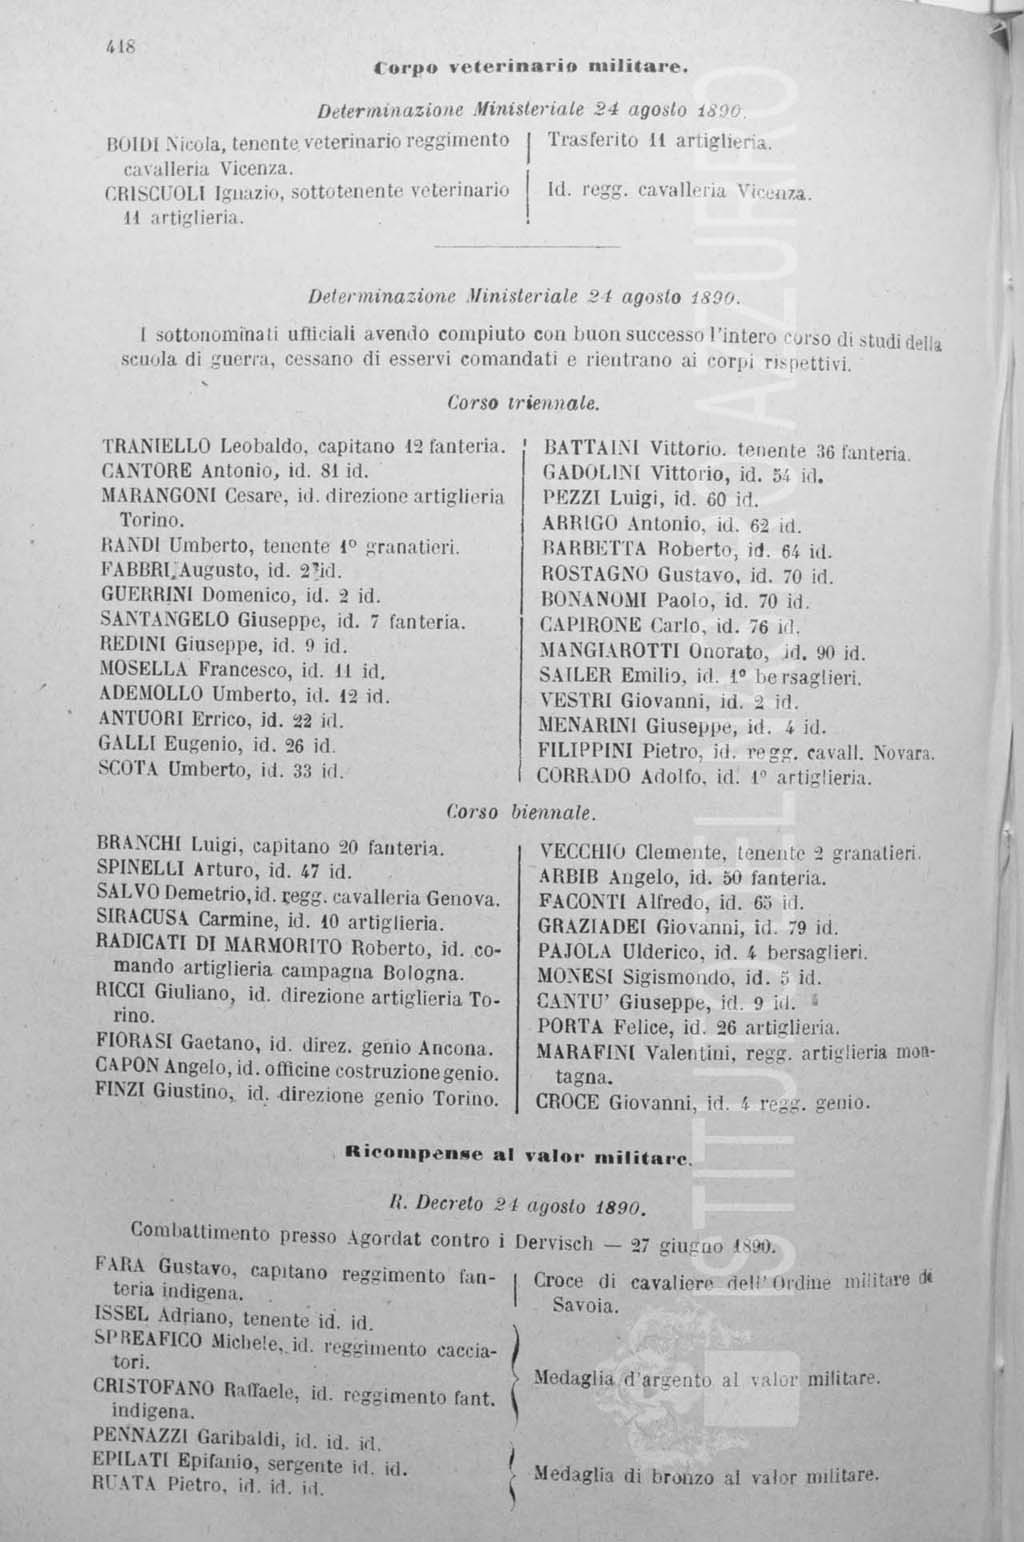 418
Corpo veterinario militare.
Determinazione Ministeriale 24 agosto 1890.
BOIDI Nicola, tenente veterinario reggimento
cavalleria Vicenza.
Trasferito 11 artiglieria.
CRISCUOLI Ignazio, sottotenente veterinario
11 artiglieria.
Id. regg. cavalleria Vicenza.
Determinazione Ministeriale 24 agosto 1890.
I sottonominati ufficiali avendo compiuto con buon successo l'intero corso di studi della
scuola di guerra, cessano di esservi comandati e rientrano ai corpi rispettivi.
Corso triennale.
TRANIELLO Leobaldo, capitano 12 fanteria.
CANTORE Antonio, id. 81 id.
MARANGONI Cesare, id. direzione artiglieria
Torino.
RANDI Umberto, tenente 1º granatieri.
FABBRI Augusto, id. 2 id.
GUERRINI Domenico, id. 2 id.
SANTANGELO Giuseppe, id. 7 fanteria.
REDINI Giuseppe, id. 9 id.
MOSELLA Francesco, id. 11 id.
ADEMOLLO Umberto, id. 12 id.
ANTUORI Errico, id. 22 id.
GALLI Eugenio, id. 26 id.
SCOTA Umberto, id. 33 id.
BATTAINI Vittorio. tenente 36 fanteria.
GADOLINI Vittorio, id. 54 id.
PEZZI Luigi, id. 60 id.
ARRIGO Antonio, id. 62 id.
BARBETTA Roberto, id. 64 id.
ROSTAGNO Gustavo, id. 70 id.
BONANOMI Paolo, id. 70 id.
CAPIRONE Carlo, id. 76 id.
MANGIAROTTI Onorato, id. 90 id.
SAILER Emilio, id. 1º bersaglieri.
VESTRI Giovanni, id. 2 id.
MENARINI Giuseppe, id. 4 id.
FILIPPINI Pietro, id. regg. cavall. Novara.
CORRADO Adolfo, id. 1º artiglieria.
Corso biennale.
BRANCHI Luigi, capitano 20 fanteria.
SPINELLI Arturo, id. 47 id.
SALVO Demetrio, id. regg. cavalleria Genova.
SIRAGUSA Carmine, id. 10 artiglieria.
RADICATI DI MARMORITO Roberto, id. co-
mando artiglieria campagna Bologna.
RICCI Giuliano, id. direzione artiglieria To-
rino.
FIORASI Gaetano, id. direz. genio Ancona.
CAPON Angelo, id. officine costruzione genio.
FINZI Giustino, id. direzione genio Torino.
VECCHIO Clemente, tenente 2 granatieri.
ARBIB Angelo, id. 50 fanteria.
FACONTI Alfredo, id. 65 id.
GRAZIADEI Giovanni, id. 79 id.
PAJOLA Ulderico, id. 4 bersaglieri.
MONESI Sigismondo, id. 5 id.
CANTU' Giuseppe, id. 9 id.
PORTA Felice, id. 26 artiglieria.
MARAFINI Valentini, regg. artiglieria mon-
tagna.
CROCE Giovanni, id. 4 regg. genio.
Ricompense al valor militare.
R. Decreto 24 agosto 1890.
Combattimento presso Agordat contro i Dervisch — 27 giugno 1890.
FARA Gustavo, capitano reggimento fan-
teria indigena.
Croce di cavaliere dell'Ordine militare di
Savoia.
ISSEL Adriano, tenente id. id.
SPREAFICO Michele, id. reggimento caccia-
tori.
CRISTOFANO Raffaele, id. reggimento fant.
indigena.
Medaglia d'argento al valor militare.
PENNAZZI Garibaldi, id. id. id.
EPILATI Epifanio, sergente id. id.
RUATA Pietro, id. id. id.
Medaglia di bronzo al valor militare.
ISTITUTO DEL NASTRO AZZURRO